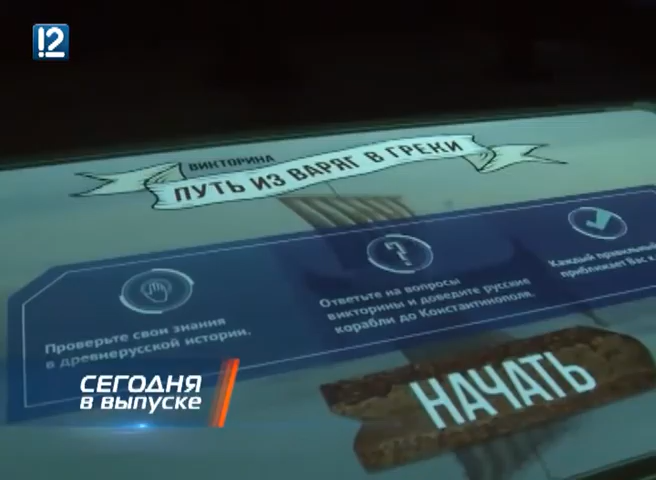 12
ВИКТОРИНА
ПУТЬ ИЗ ВАРЯГ В ГРЕКИ
Проверьте свои знания
в древнерусской истории.
Ответьте на вопросы
викторины и доведите русские
корабли до Константинополя.
Каждый правильный
приближает Вас к
НАЧАТЬ
СЕГОДНЯ
В ВЫПУСКЕ